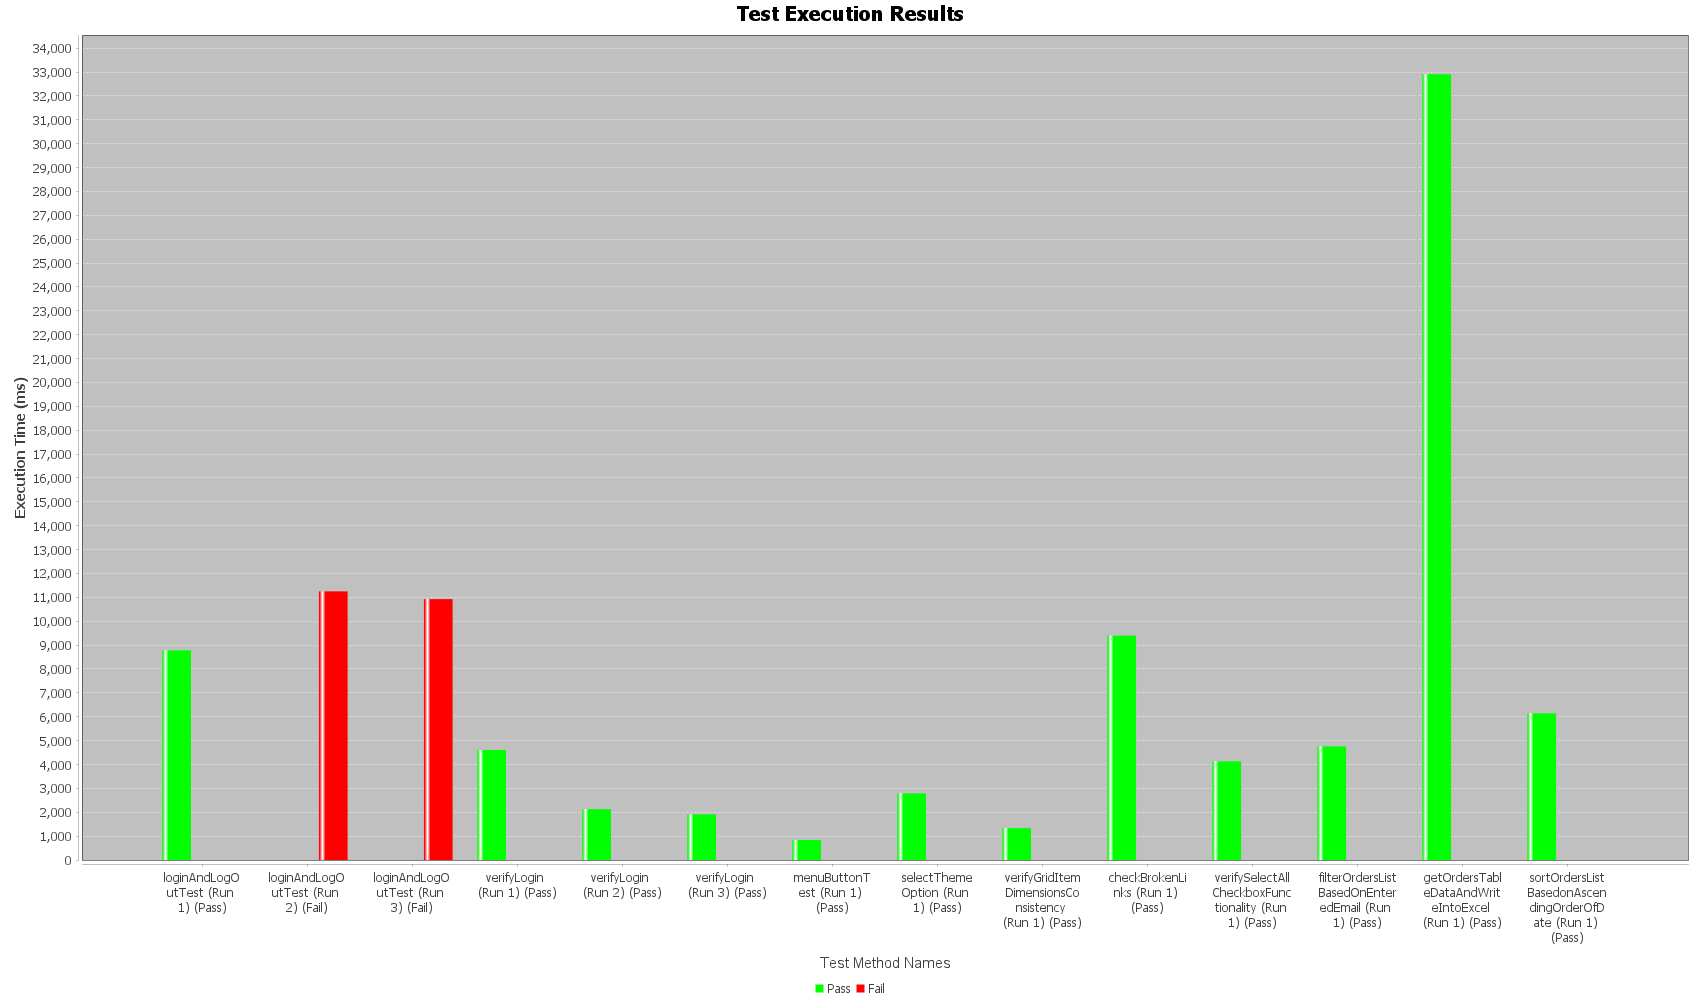 Test Execution Results
34,000
33,000
32,000
31,000
30,000
29,000
28,000
27,000
26,000
25,000
24,000
23,000
22,000
21,000
20,000
19,000
18,000
17,000
16,000
15,000
14,000
13,000
12,000
11,000
10,000
9,000
8,000
7,000
6,000
5,000
4,000
3,000
2,000
1,000
0
Execution Time (ms)
loginAndLogO
utTest (Run
1) (Pass)
loginAndLogO
utTest (Run
2) (Fail)
loginAndLogO
utTest (Run
3) (Fail)
verifyLogin
(Run 1) (Pass)
verifyLogin
(Run 2) (Pass)
verifyLogin
(Run 3) (Pass)
menuButtonT
est (Run 1)
(Pass)
selectTheme
Option (Run
1) (Pass)
verifyGridItem
DimensionsCo
nsistency
(Run 1) (Pass)
checkBrokenLi
nks (Run 1)
(Pass)
verifySelectAll
CheckboxFunc
tionality (Run
1) (Pass)
filterOrdersList
BasedOnEnter
edEmail (Run
1) (Pass)
getOrdersTabl
eDataAndWrit
eIntoExcel
(Run 1) (Pass)
sortOrdersList
BasedonAscen
dingOrderOfD
ate (Run 1)
(Pass)
Test Method Names
Pass Fail